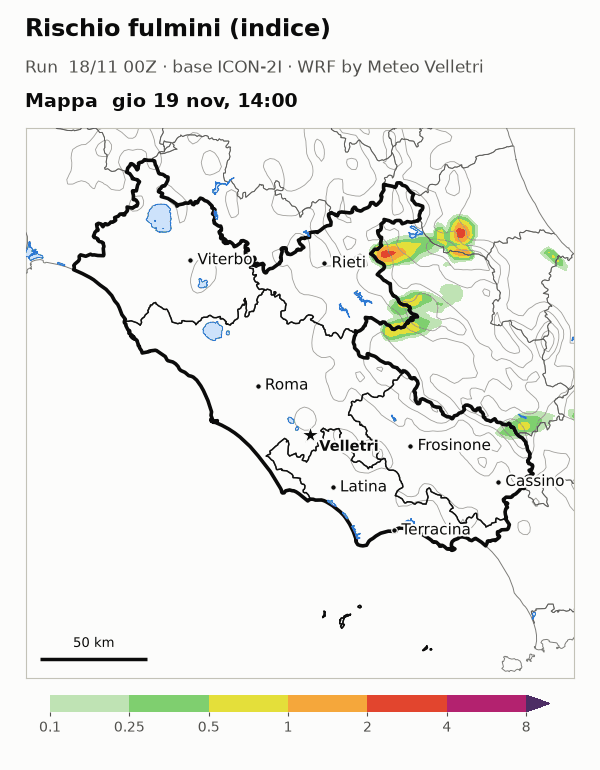 Rischio fulmini (indice)
Run 18/11 00Z · base ICON-2I · WRF by Meteo Velletri
Mappa gio 19 nov, 14:00
Viterbo
Rieti
Roma
Velletri
Frosinone
Latina
Cassino
Terracina
50 km
0.1 0.25 0.5 1 2 4 8